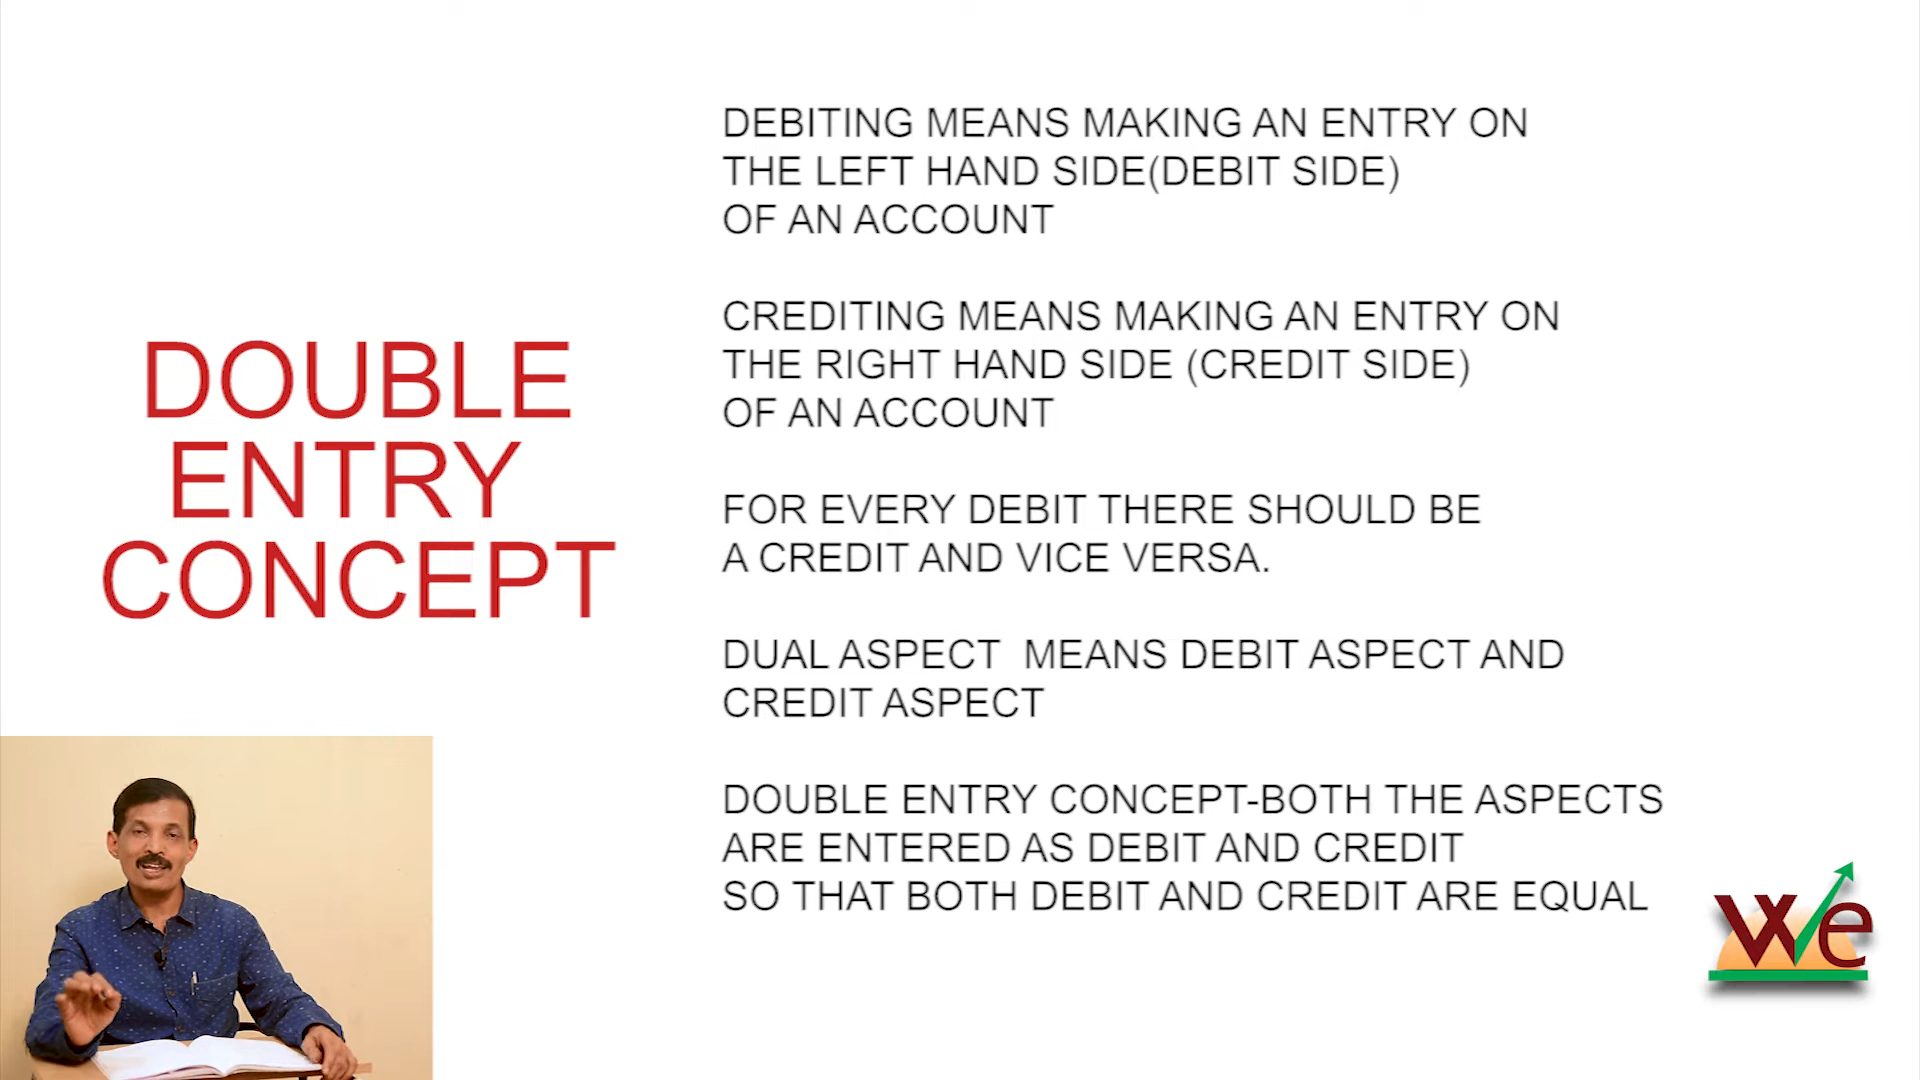 DOUBLE
ENTRY
CONCEPT
DEBITING MEANS MAKING AN ENTRY ON
THE LEFT HAND SIDE(DEBIT SIDE)
OF AN ACCOUNT
CREDITING MEANS MAKING AN ENTRY ON
THE RIGHT HAND SIDE (CREDIT SIDE)
OF AN ACCOUNT
FOR EVERY DEBIT THERE SHOULD BE
A CREDIT AND VICE VERSA.
DUAL ASPECT  MEANS DEBIT ASPECT AND
CREDIT ASPECT
DOUBLE ENTRY CONCEPT-BOTH THE ASPECTS
ARE ENTERED AS DEBIT AND CREDIT
SO THAT BOTH DEBIT AND CREDIT ARE EQUAL
we